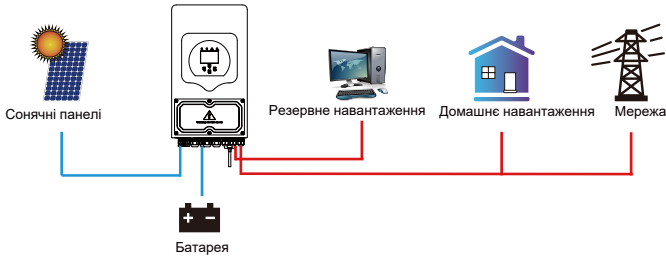 Сонячні панелі
Резервне навантаження
Домашнє навантаження
Мережа
Батарея